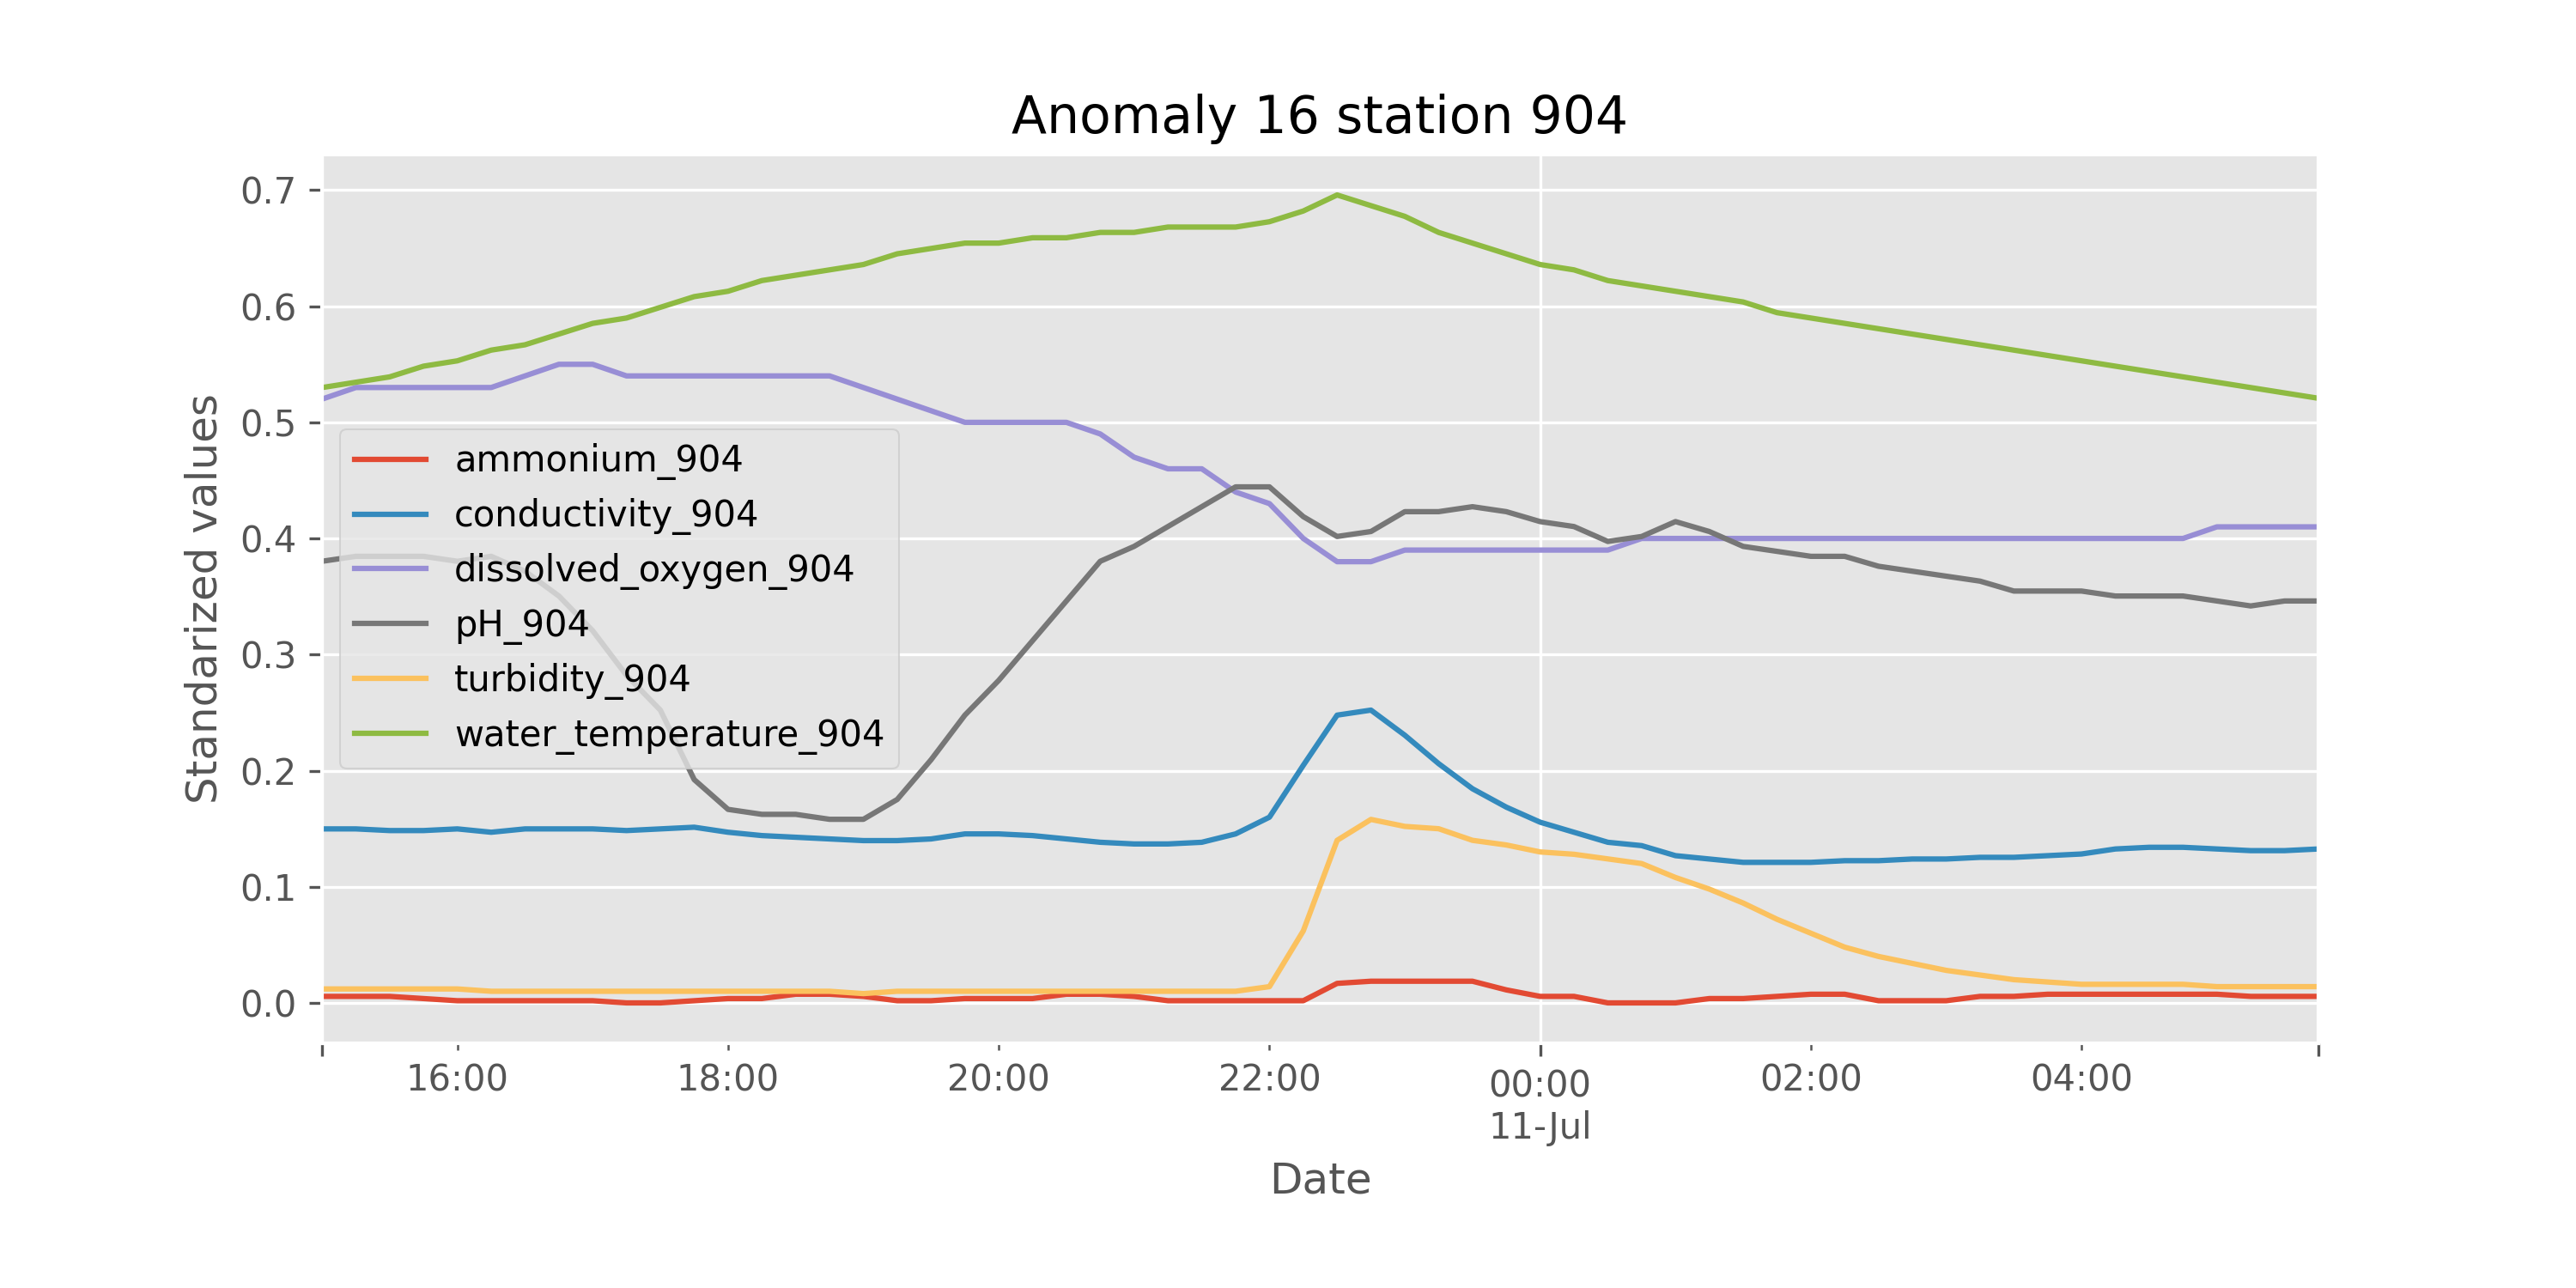 Anomaly 16 station 904
Standarized values
0.7
0.6
0.5
0.4
0.3
0.2
0.1
0.0
ammonium_904
conductivity_904
dissolved_oxygen_904
pH_904
turbidity_904
water_temperature_904
16:00 18:00 20:00 22:00 00:00 02:00 04:00
11-Jul
Date